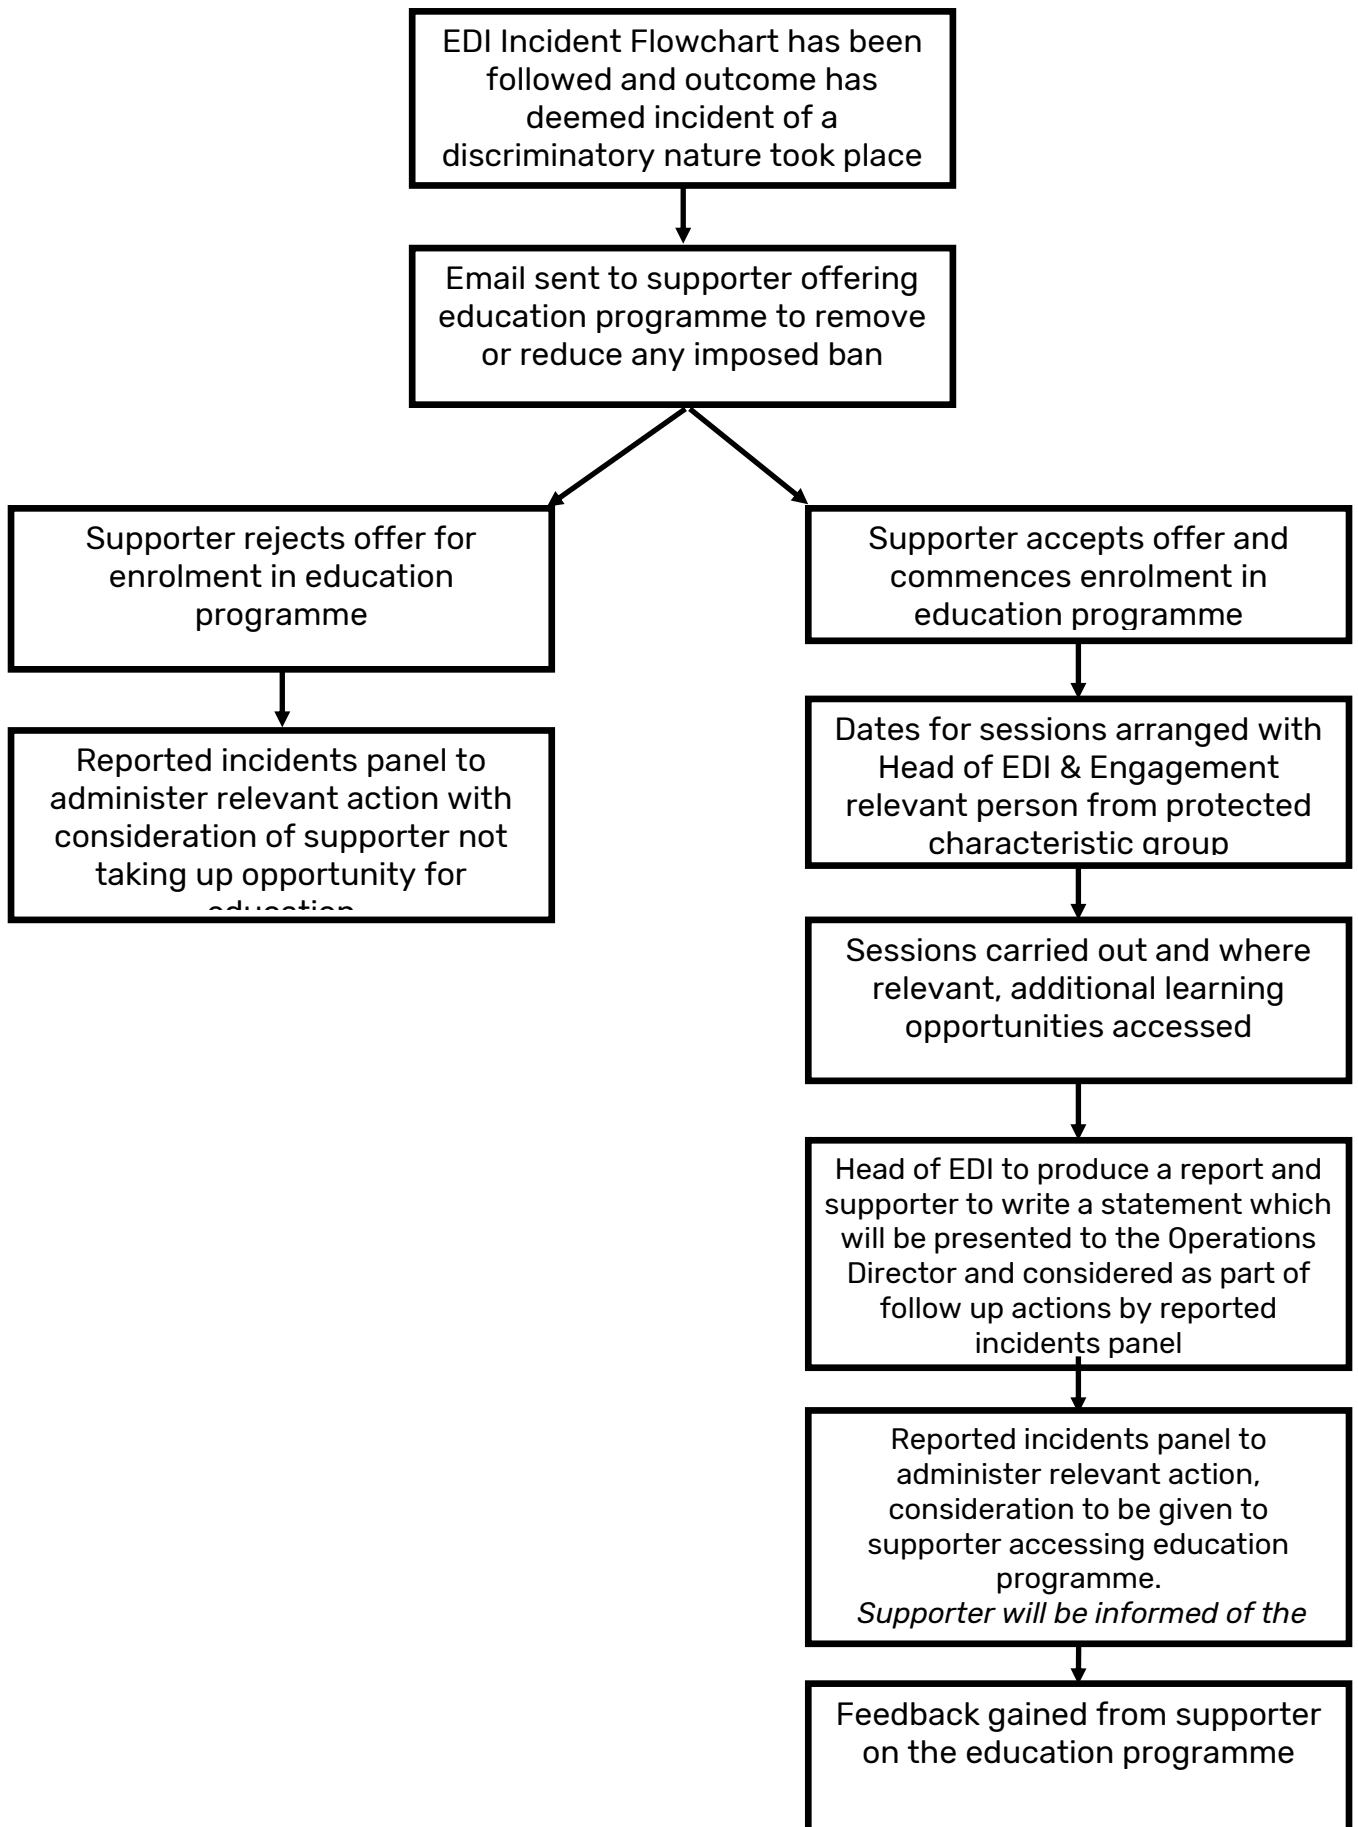 EDI Incident Flowchart has been
followed and outcome has
deemed incident of a
discriminatory nature took place
Email sent to supporter offering
education programme to remove
or reduce any imposed ban
Supporter rejects offer for
enrolment in education
programme
Reported incidents panel to
administer relevant action with
consideration of supporter not
taking up opportunity for
education
Supporter accepts offer and
commences enrolment in
education programme
Dates for sessions arranged with
Head of EDI & Engagement
relevant person from protected
characteristic group
Sessions carried out and where
relevant, additional learning
opportunities accessed
Head of EDI to produce a report and
supporter to write a statement which
will be presented to the Operations
Director and considered as part of
follow up actions by reported
incidents panel
Reported incidents panel to
administer relevant action,
consideration to be given to
supporter accessing education
programme.
Supporter will be informed of the
Feedback gained from supporter
on the education programme